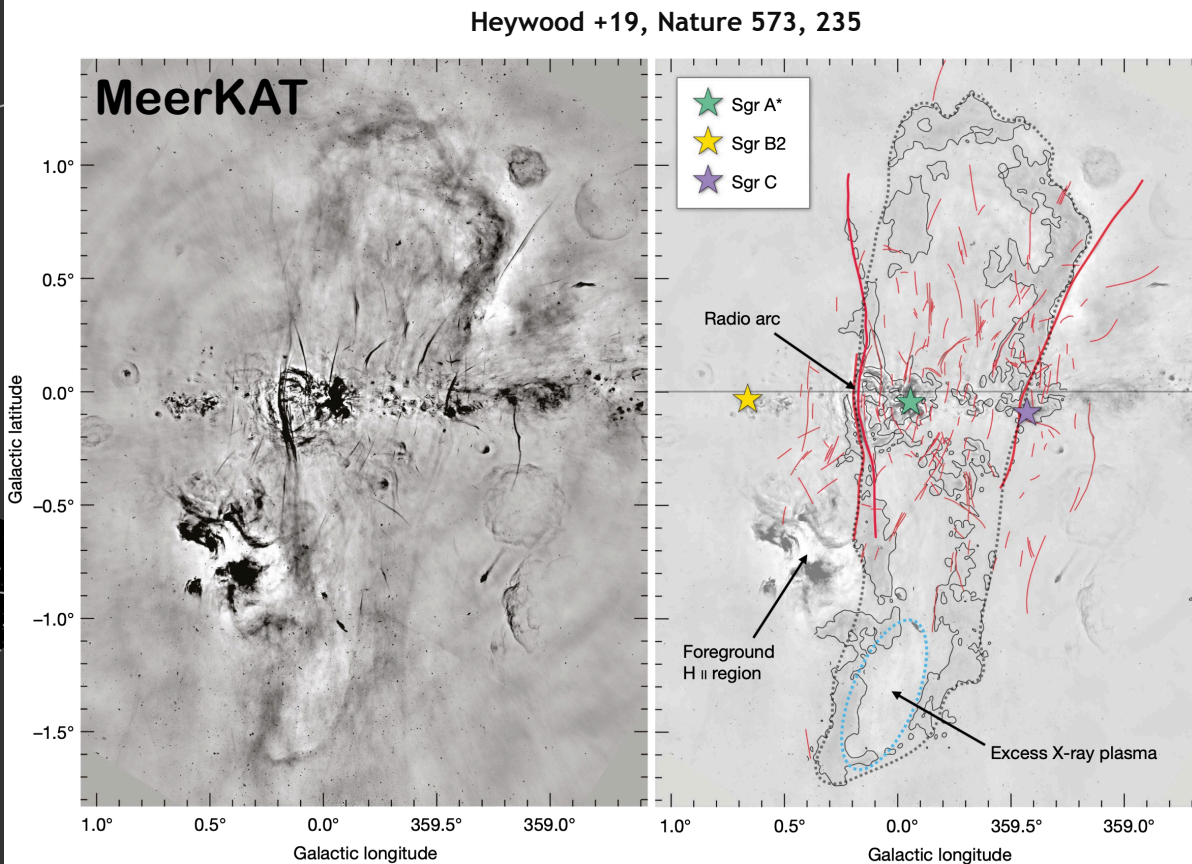 Heywood +19, Nature 573, 235
MeerKAT
Sgr A*
Sgr B2
Sgr C
Radio arc
Foreground
H II region
Excess X-ray plasma
Galactic latitude
1.0°
0.5°
0.0°
−0.5°
−1.0°
−1.5°
1.0°
0.5°
0.0°
359.5°
359.0°
Galactic longitude
1.0°
0.5°
0.0°
359.5°
359.0°
Galactic longitude